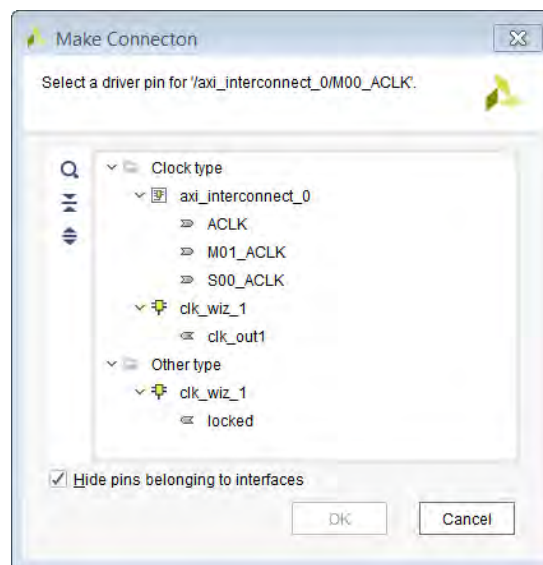 Make Connecton
Select a driver pin for '/axi_interconnect_0/M00_ACLK'.
Clock type
axi_interconnect_0
ACLK
M01_ACLK
S00_ACLK
clk_wiz_1
clk_out1
Other type
clk_wiz_1
locked
Hide pins belonging to interfaces
OK
Cancel